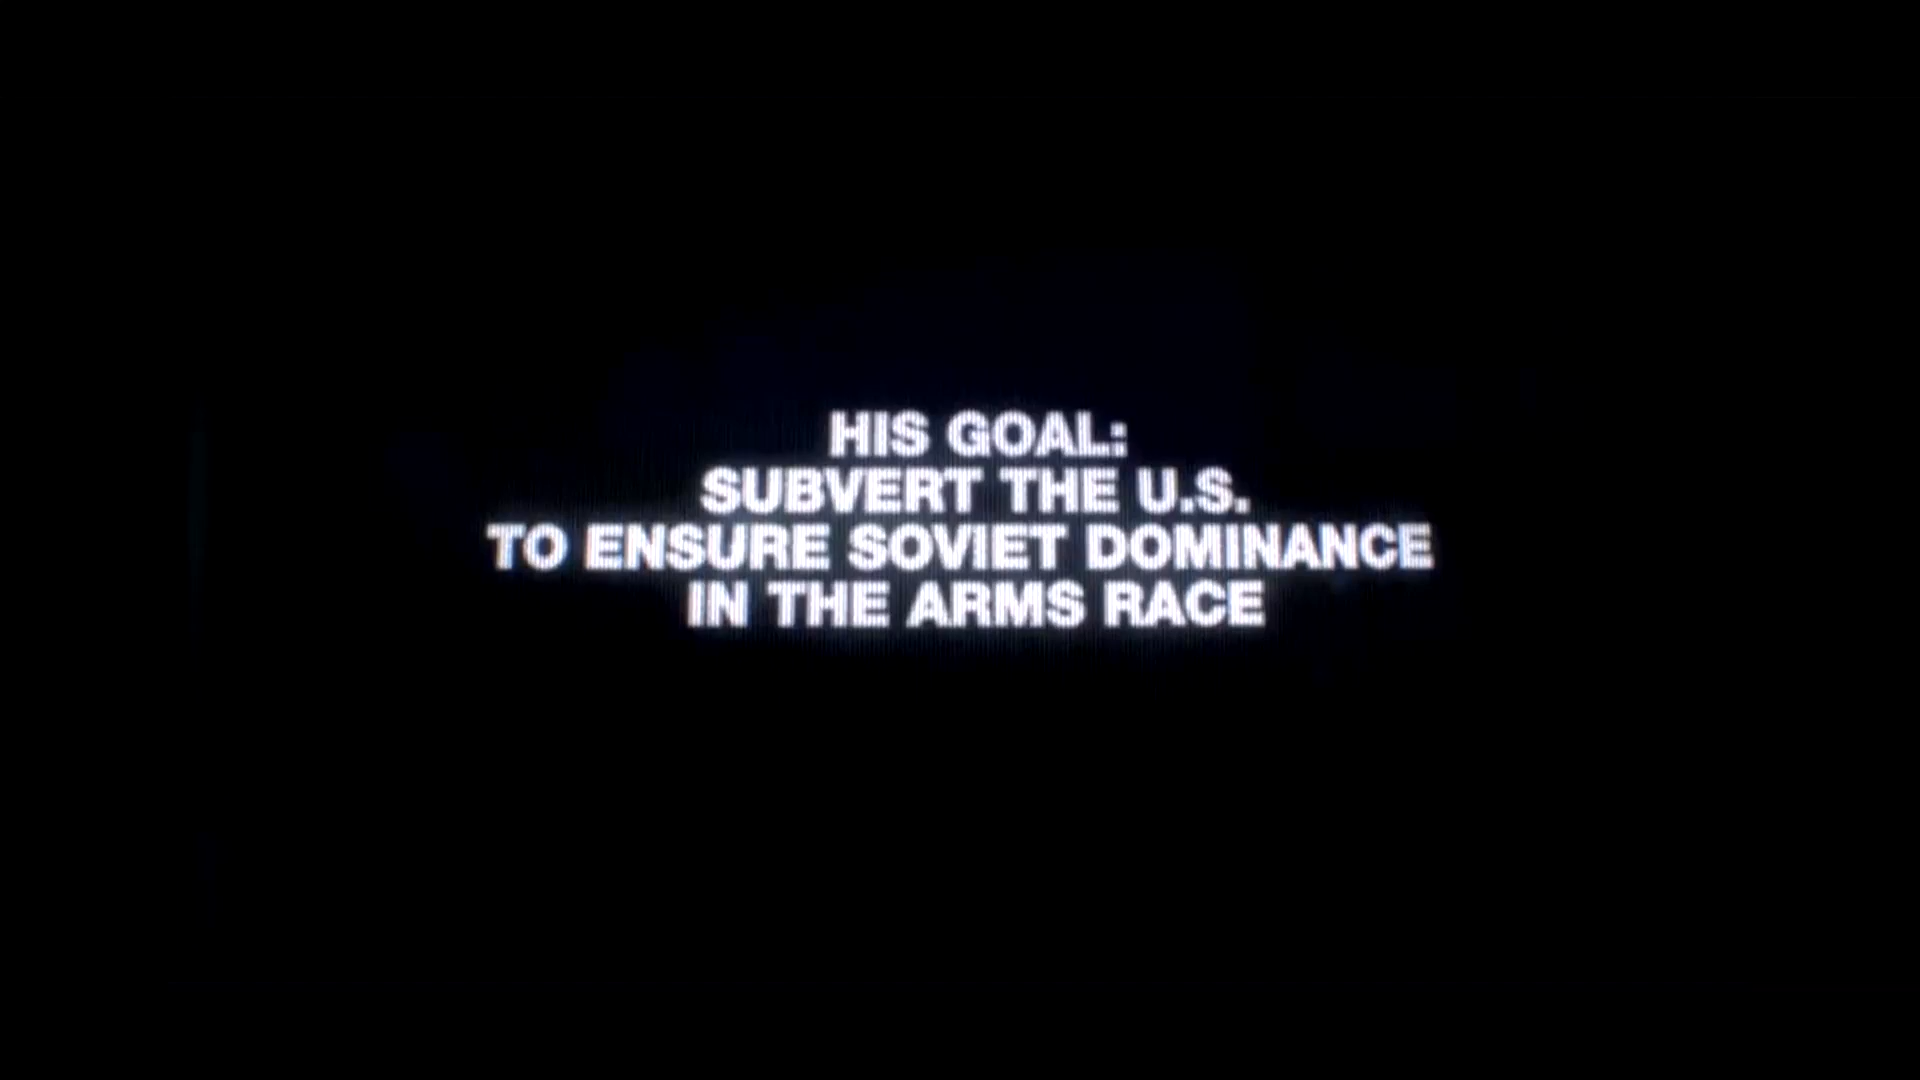 HIS GOAL:
SUBVERT THE U.S.
TO ENSURE SOVIET DOMINANCE
IN THE ARMS RACE